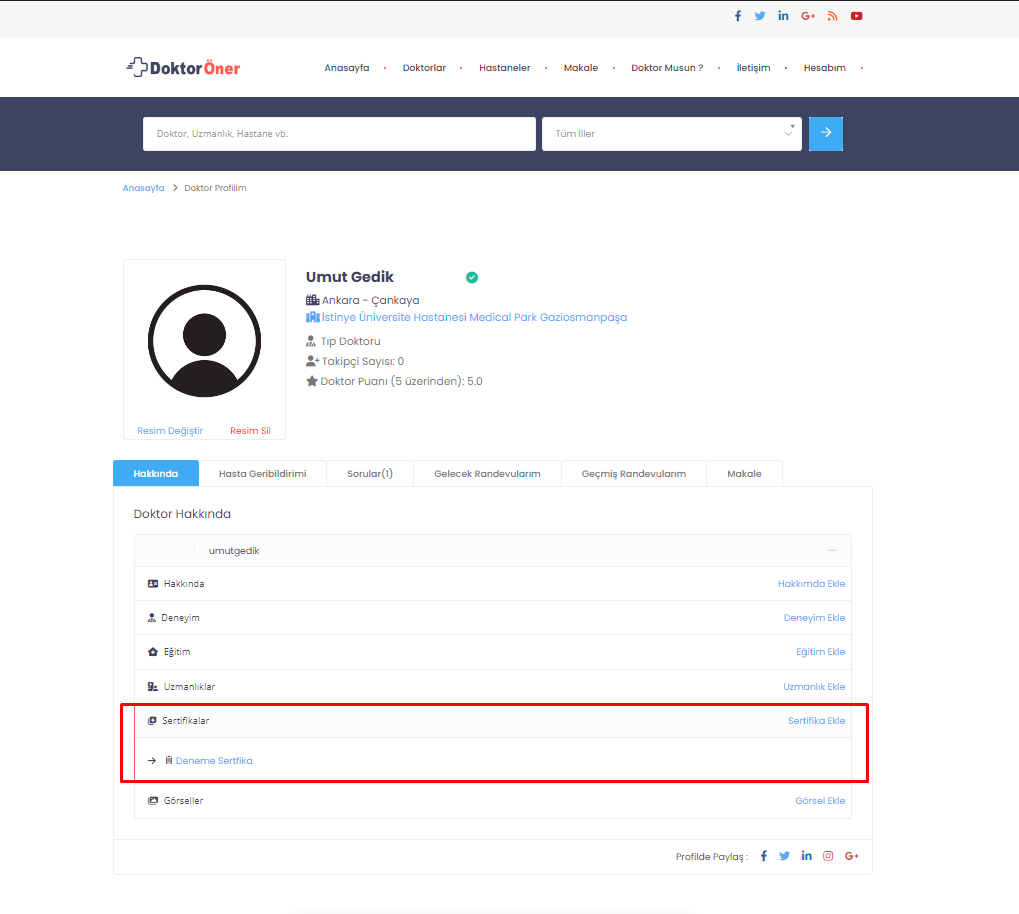 DoktorÖner
Anasayfa Doktorlar Hastaneler Makale Doktor Musun ? İletişim Hesabım
Doktor, Uzmanlık, Hastane vb. Tüm İller
Anasayfa > Doktor Profilim
Umut Gedik
Ankara - Çankaya
İstinye Üniversite Hastanesi Medical Park Gaziosmanpaşa
Tıp Doktoru
Takipçi Sayısı: 0
Doktor Puanı (5 üzerinden): 5.0
Resim Değiştir Resim Sil
Hakkında Hasta Geribildirimi Sorular(1) Gelecek Randevularım Geçmiş Randevularım Makale
Doktor Hakkında
umutgedik
Hakkında Hakkımda Ekle
Deneyim Deneyim Ekle
Eğitim Eğitim Ekle
Uzmanlıklar Uzmanlık Ekle
Sertifikalar Sertifika Ekle
Deneme Sertfika
Görseller Görsel Ekle
Profilde Paylaş :